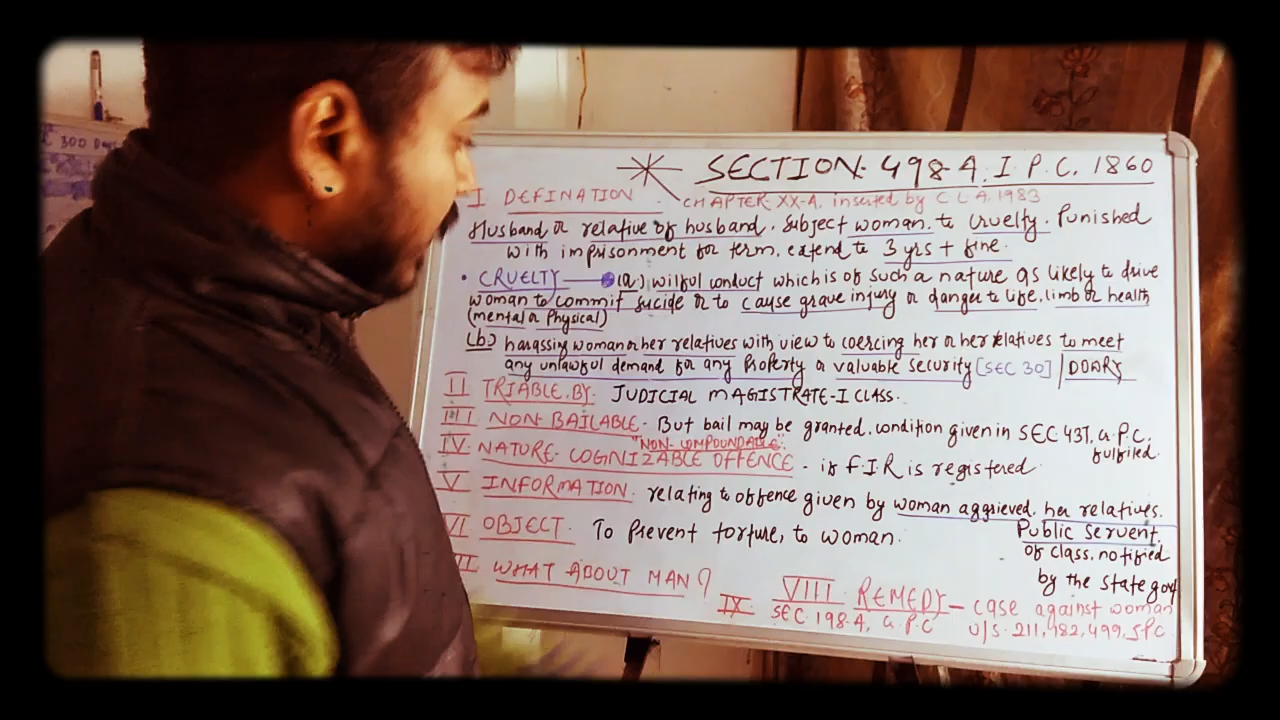 300 Days
SECTION. 498-A. I. P. C. 1860
I DEFINATION. CHAPTER-XX-A, inserted by C L A, 1983
Husband or relative of husband. Subject woman. to Cruelty. Punished
with imprisonment for term. extend to 3 yrs + fine.
• CRUELTY (a.) wilful conduct which is of such a nature as likely to drive
woman to commit sucide or to cause grave injury or danger to life, limb or health
(mental or Physical)
(b.) harassing woman or her relatives with view to coercing her or her relatives to meet
any unlawful demand for any Property or valuable security [SEC 30] / DOWRY
II TRIABLE. BY. JUDICIAL MAGISTRATE-I CLASS.
III NON-BAILABLE - But bail may be granted. condition given in SEC. 437, Cr.P.C.
fulfiled.
"NON-COMPOUNDABLE".
IV NATURE- COGNIZABLE OFFENCE - if F.I.R is registered.
V INFORMATION. relating to offence given by woman aggrieved, her relatives.
Public servent,
of class, notified
by the state govt
VI OBJECT. To Prevent torture, to woman.
VII WHAT ABOUT MAN?
VIII REMEDY - case against woman
U/S. 211, 182, 499, IPC
IX SEC. 198-A, Cr.P.C